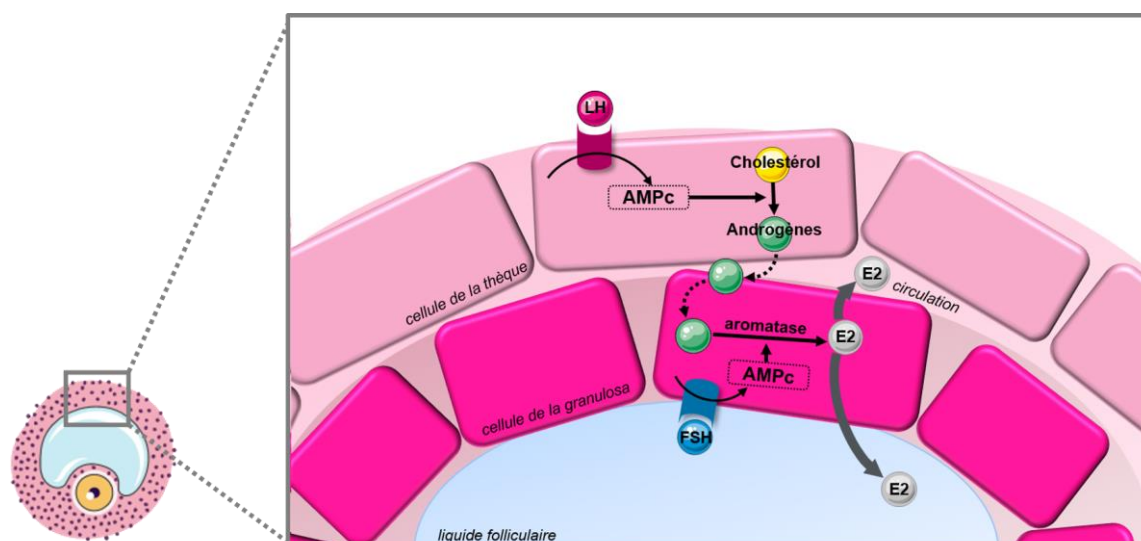 LH
Cholestérol
AMPc
Androgènes
cellule de la thèque
E2
circulation
aromatase
E2
AMPc
cellule de la granulosa
FSH
E2
liquide folliculaire